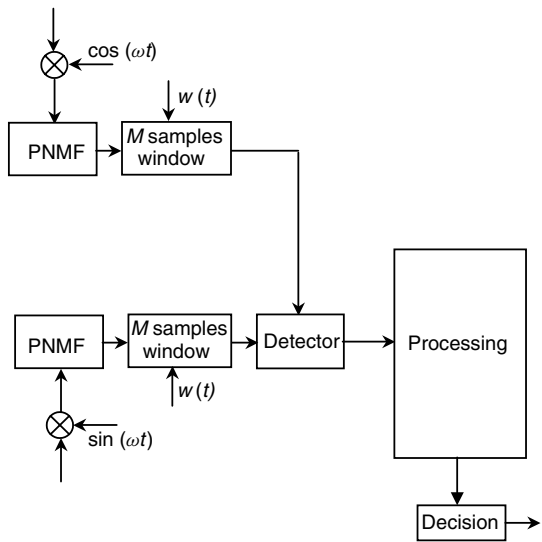 cos (ωt)
w (t)
PNMF
M samples
window
PNMF
M samples
window
Detector
Processing
w (t)
sin (ωt)
Decision